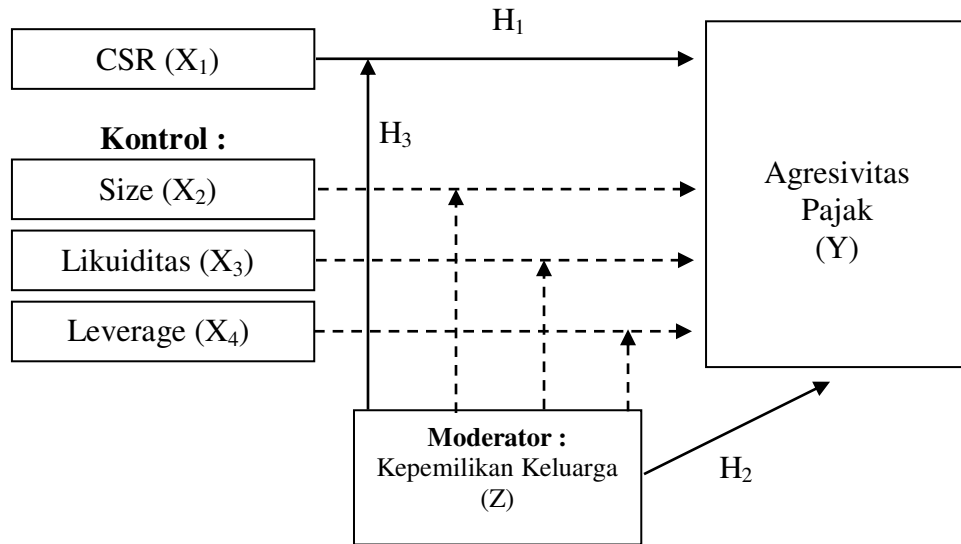 H₁
CSR (X₁)
H₃
Kontrol :
Size (X₂)
Likuiditas (X₃)
Leverage (X₄)
Agresivitas
Pajak
(Y)
Moderator :
Kepemilikan Keluarga
(Z)
H₂